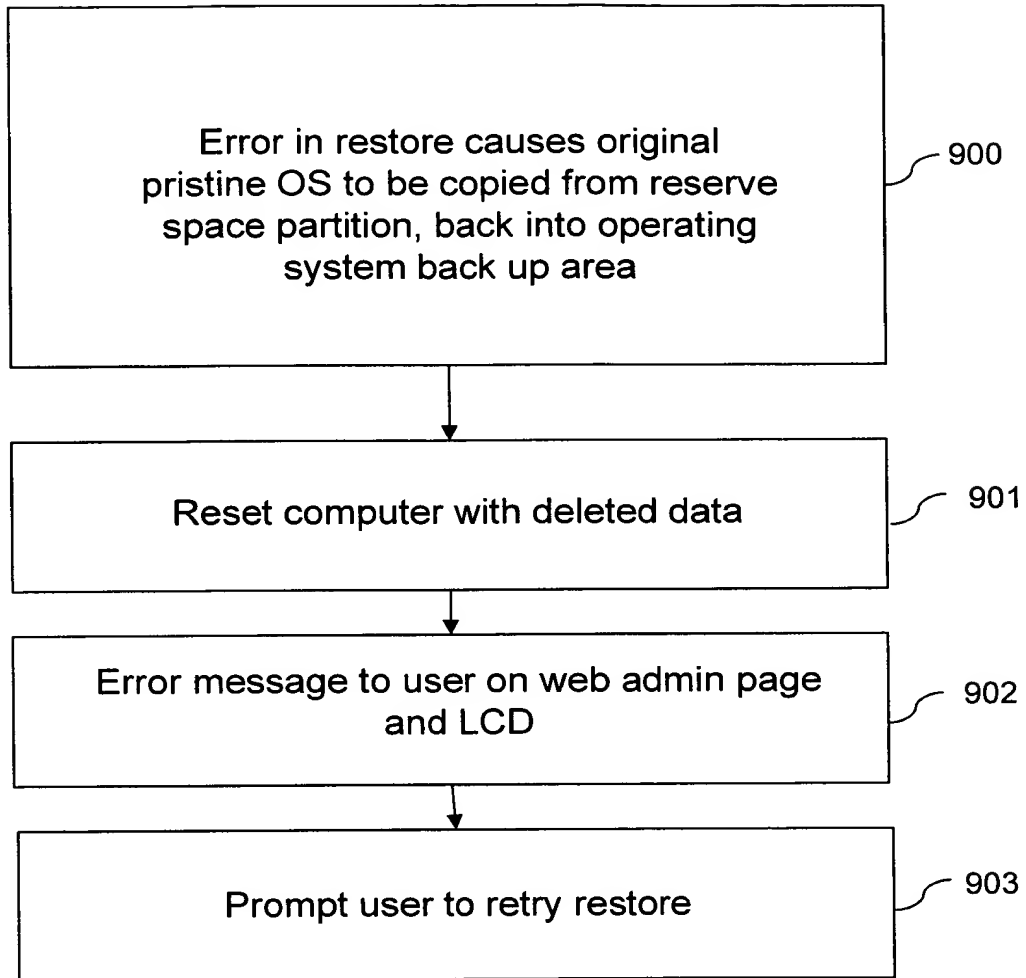 Error in restore causes original
pristine OS to be copied from reserve
space partition, back into operating
system back up area
900
Reset computer with deleted data
901
Error message to user on web admin page
and LCD
902
Prompt user to retry restore
903